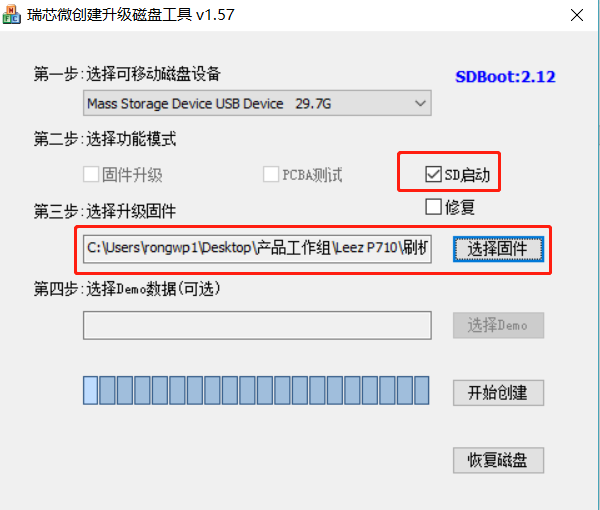 瑞芯微创建升级磁盘工具 v1.57
第一步:选择可移动磁盘设备
SDBoot:2.12
Mass Storage Device USB Device 29.7G
第二步:选择功能模式
固件升级 PCBA测试 SD启动
第三步:选择升级固件 修复
C:\Users\rongwp1\Desktop\产品工作组\Leez P710\刷机 选择固件
第四步:选择Demo数据(可选)
选择Demo
开始创建
恢复磁盘